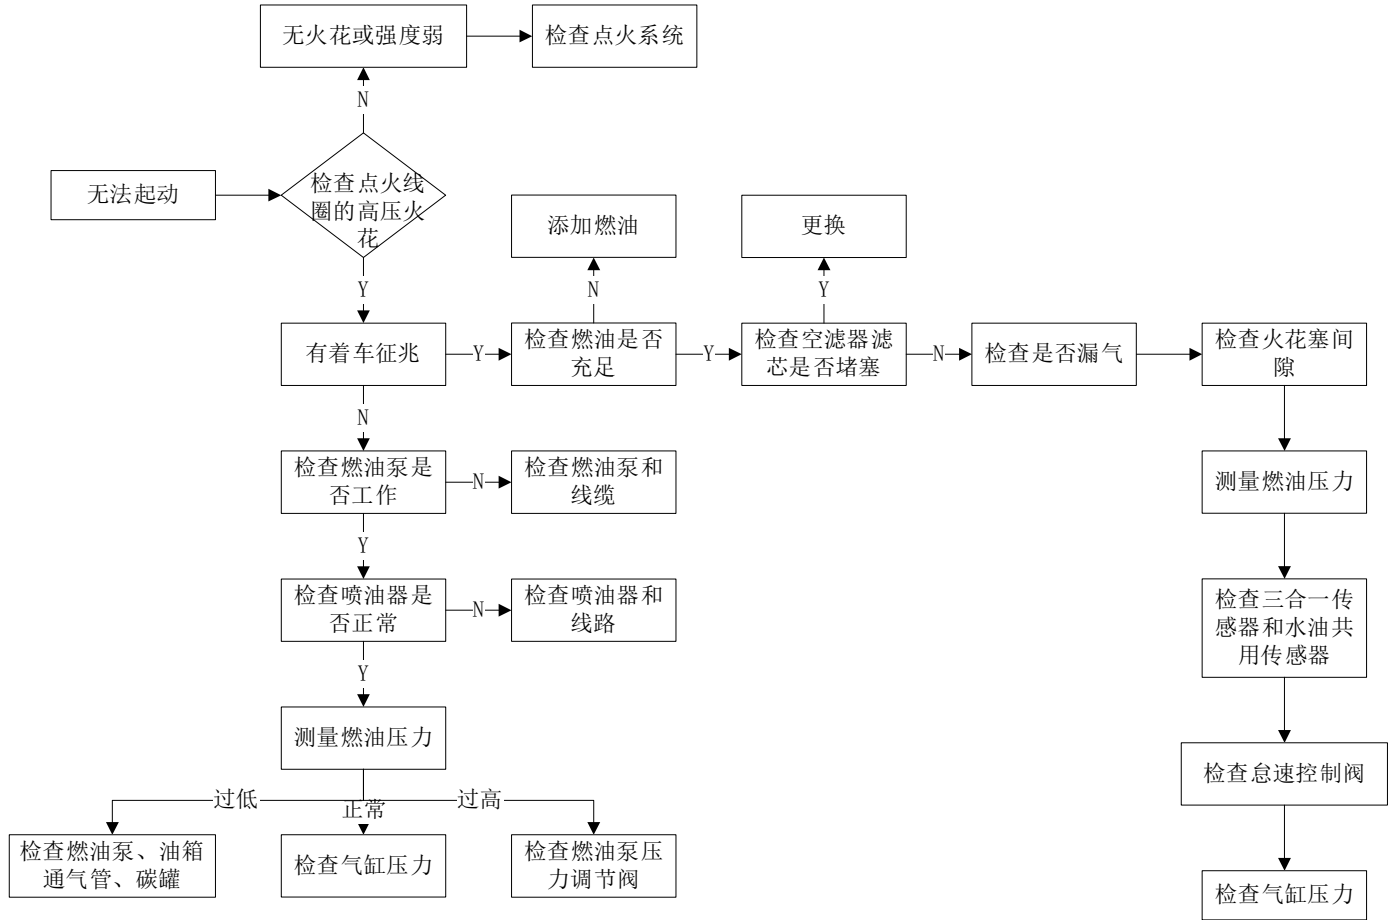 无火花或强度弱
检查点火系统
N
无法起动
检查点火线
圈的高压火
花
添加燃油
更换
Y
N
Y
有着车征兆
Y
检查燃油是否
充足
Y
检查空滤器滤
芯是否堵塞
N
检查是否漏气
检查火花塞间
隙
N
检查燃油泵是
否工作
N
检查燃油泵和
线缆
测量燃油压力
Y
检查喷油器是
否正常
N
检查喷油器和
线路
检查三合一传
感器和水油共
用传感器
Y
测量燃油压力
检查怠速控制阀
过低
正常
过高
检查燃油泵、油箱
通气管、碳罐
检查气缸压力
检查燃油泵压
力调节阀
检查气缸压力